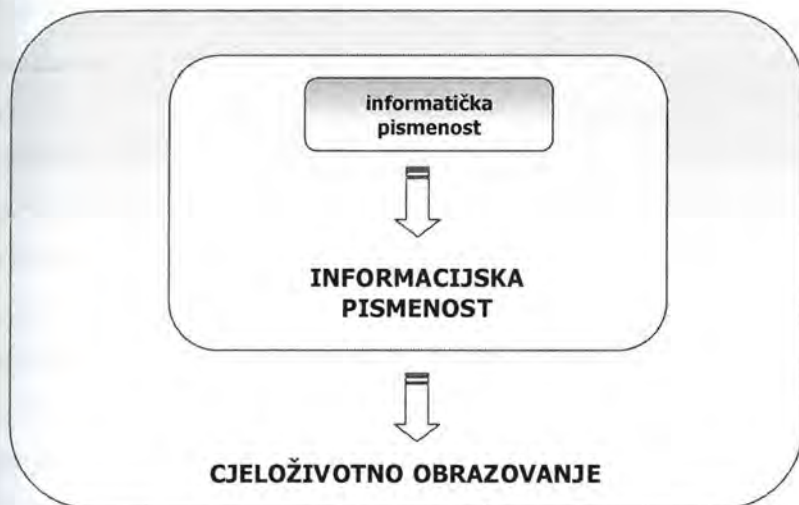 informatička
pismenost
INFORMACIJSKA
PISMENOST
CJELOŽIVOTNO OBRAZOVANJE